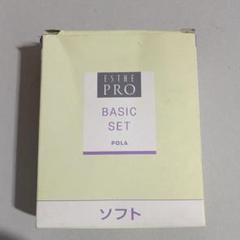 ESTHE
PRO
BASIC
SET
POLA
ソフト